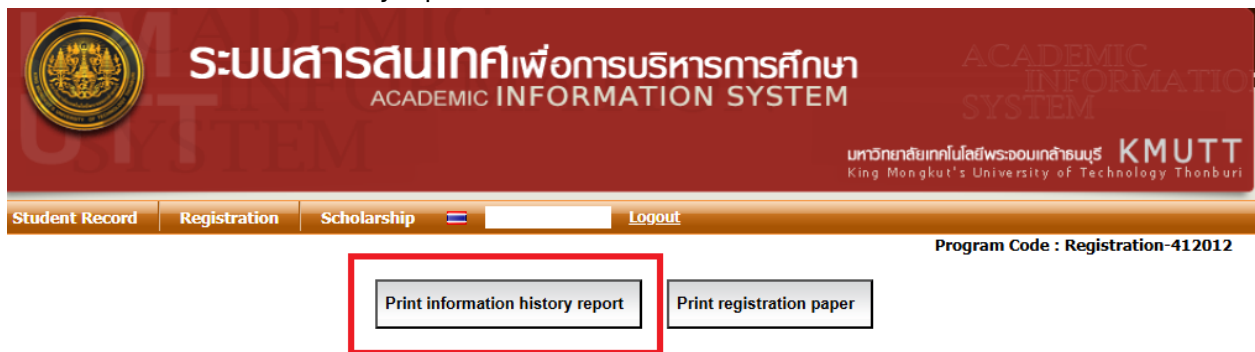 ระบบสารสนเทศเพื่อการบริหารการศึกษา
ACADEMIC INFORMATION SYSTEM
ACADEMIC
INFORMATIO
SYSTEM
มหาวิทยาลัยเทคโนโลยีพระจอมเกล้าธนบุรี KMUTT
King Mongkut's University of Technology Thonburi
Student Record Registration Scholarship Logout
Program Code : Registration-412012
Print information history report Print registration paper